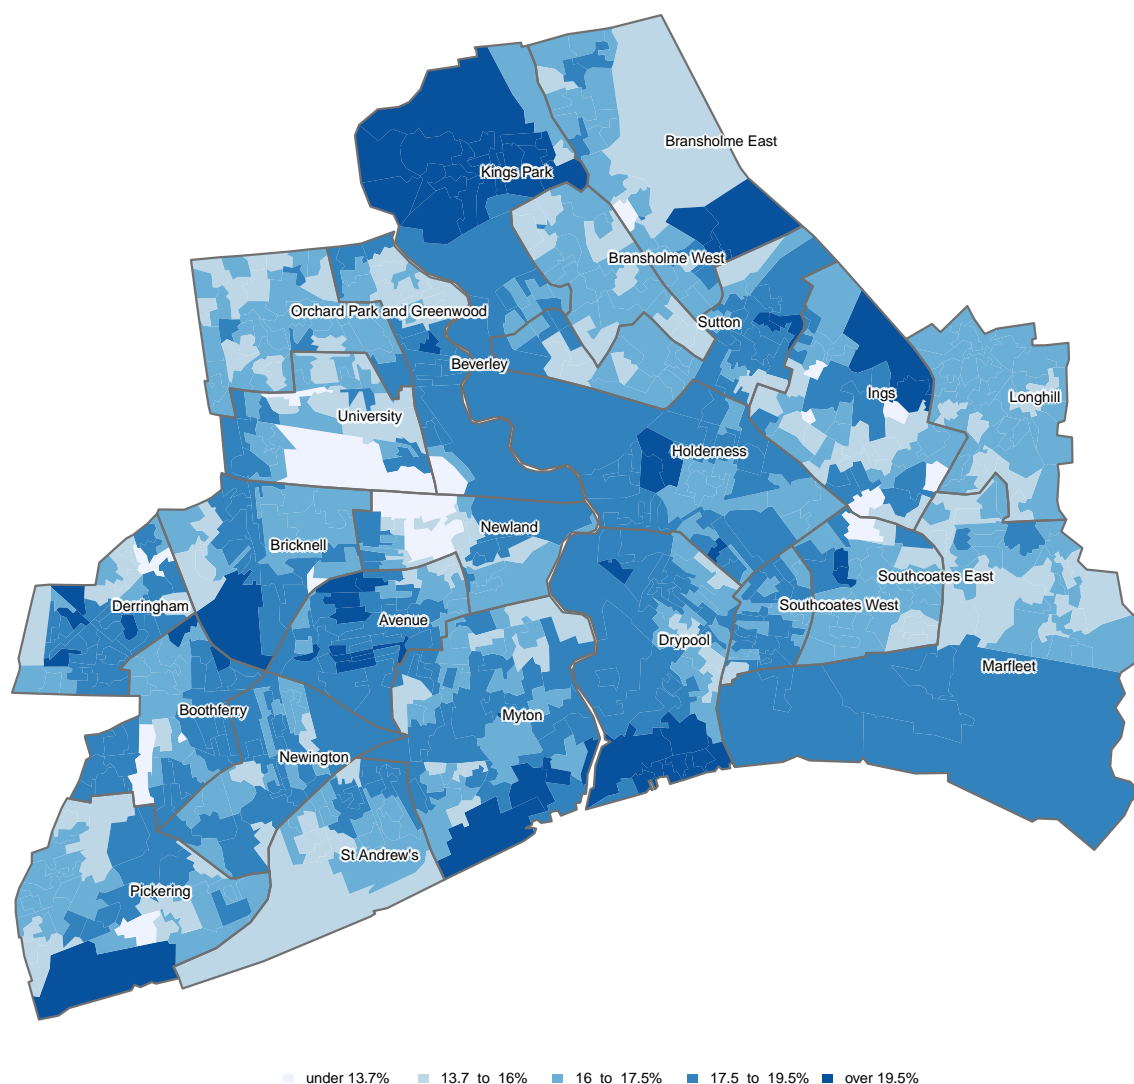 Bransholme East
Kings Park
Bransholme West
Orchard Park and Greenwood
Sutton
Beverley
Ings
Longhill
University
Holderness
Newland
Bricknell
Southcoates East
Derringham
Southcoates West
Avenue
Drypool
Marfleet
Boothferry
Myton
Newington
St Andrew's
Pickering
under 13.7% 13.7 to 16% 16 to 17.5% 17.5 to 19.5% over 19.5%